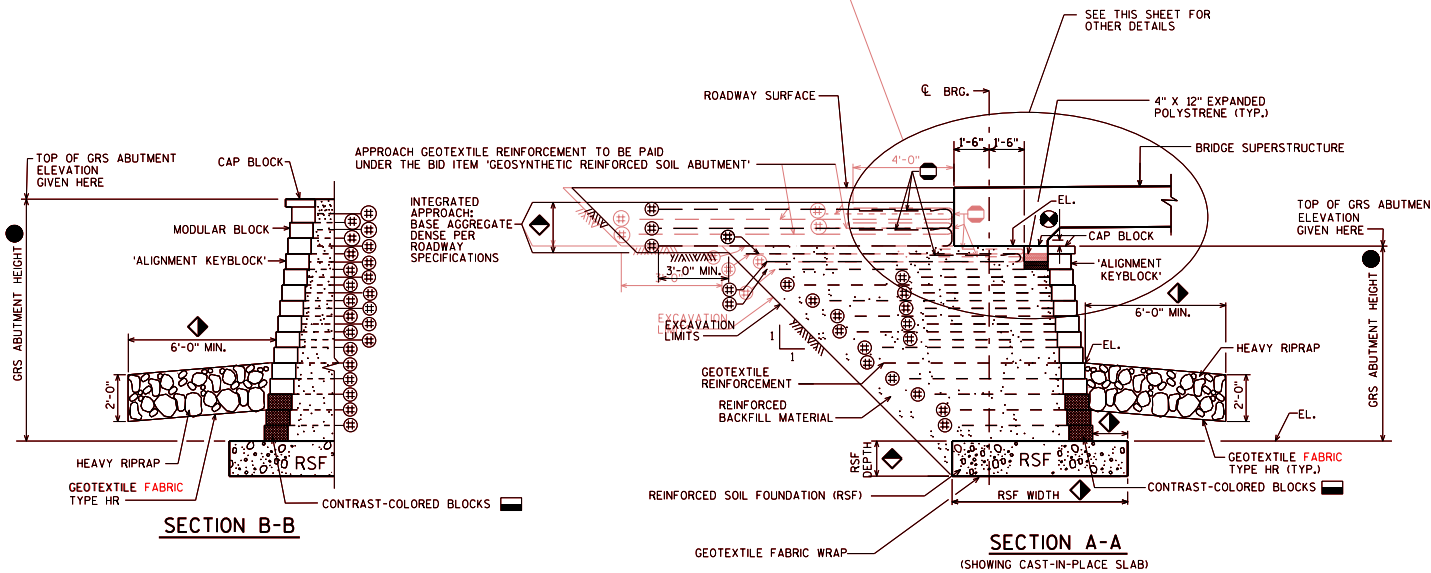 SEE THIS SHEET FOR
OTHER DETAILS
ROADWAY SURFACE
℄ BRG.
4" X 12" EXPANDED
POLYSTRENE (TYP.)
1'-6"
1'-6"
BRIDGE SUPERSTRUCTURE
TOP OF GRS ABUTMENT
ELEVATION
GIVEN HERE
CAP BLOCK
APPROACH GEOTEXTILE REINFORCEMENT TO BE PAID
UNDER THE BID ITEM 'GEOSYNTHETIC REINFORCED SOIL ABUTMENT'
4'-0"
INTEGRATED
APPROACH:
BASE AGGREGATE
DENSE PER
ROADWAY
SPECIFICATIONS
EL.
TOP OF GRS ABUTMEN
ELEVATION
GIVEN HERE
MODULAR BLOCK
CAP BLOCK
'ALIGNMENT KEYBLOCK'
'ALIGNMENT
KEYBLOCK'
3'-0" MIN.
GRS ABUTMENT HEIGHT
6'-0" MIN.
EXCAVATION
EXCAVATION
LIMITS
1
1
6'-0" MIN.
GRS ABUTMENT HEIGHT
EL.
HEAVY RIPRAP
2'-0"
GEOTEXTILE
REINFORCEMENT
2'-0"
REINFORCED
BACKFILL MATERIAL
EL.
HEAVY RIPRAP
RSF
RSF
DEPTH
RSF
GEOTEXTILE FABRIC
TYPE HR (TYP.)
GEOTEXTILE FABRIC
TYPE HR
CONTRAST-COLORED BLOCKS
REINFORCED SOIL FOUNDATION (RSF)
RSF WIDTH
CONTRAST-COLORED BLOCKS
SECTION B-B
GEOTEXTILE FABRIC WRAP
SECTION A-A
(SHOWING CAST-IN-PLACE SLAB)